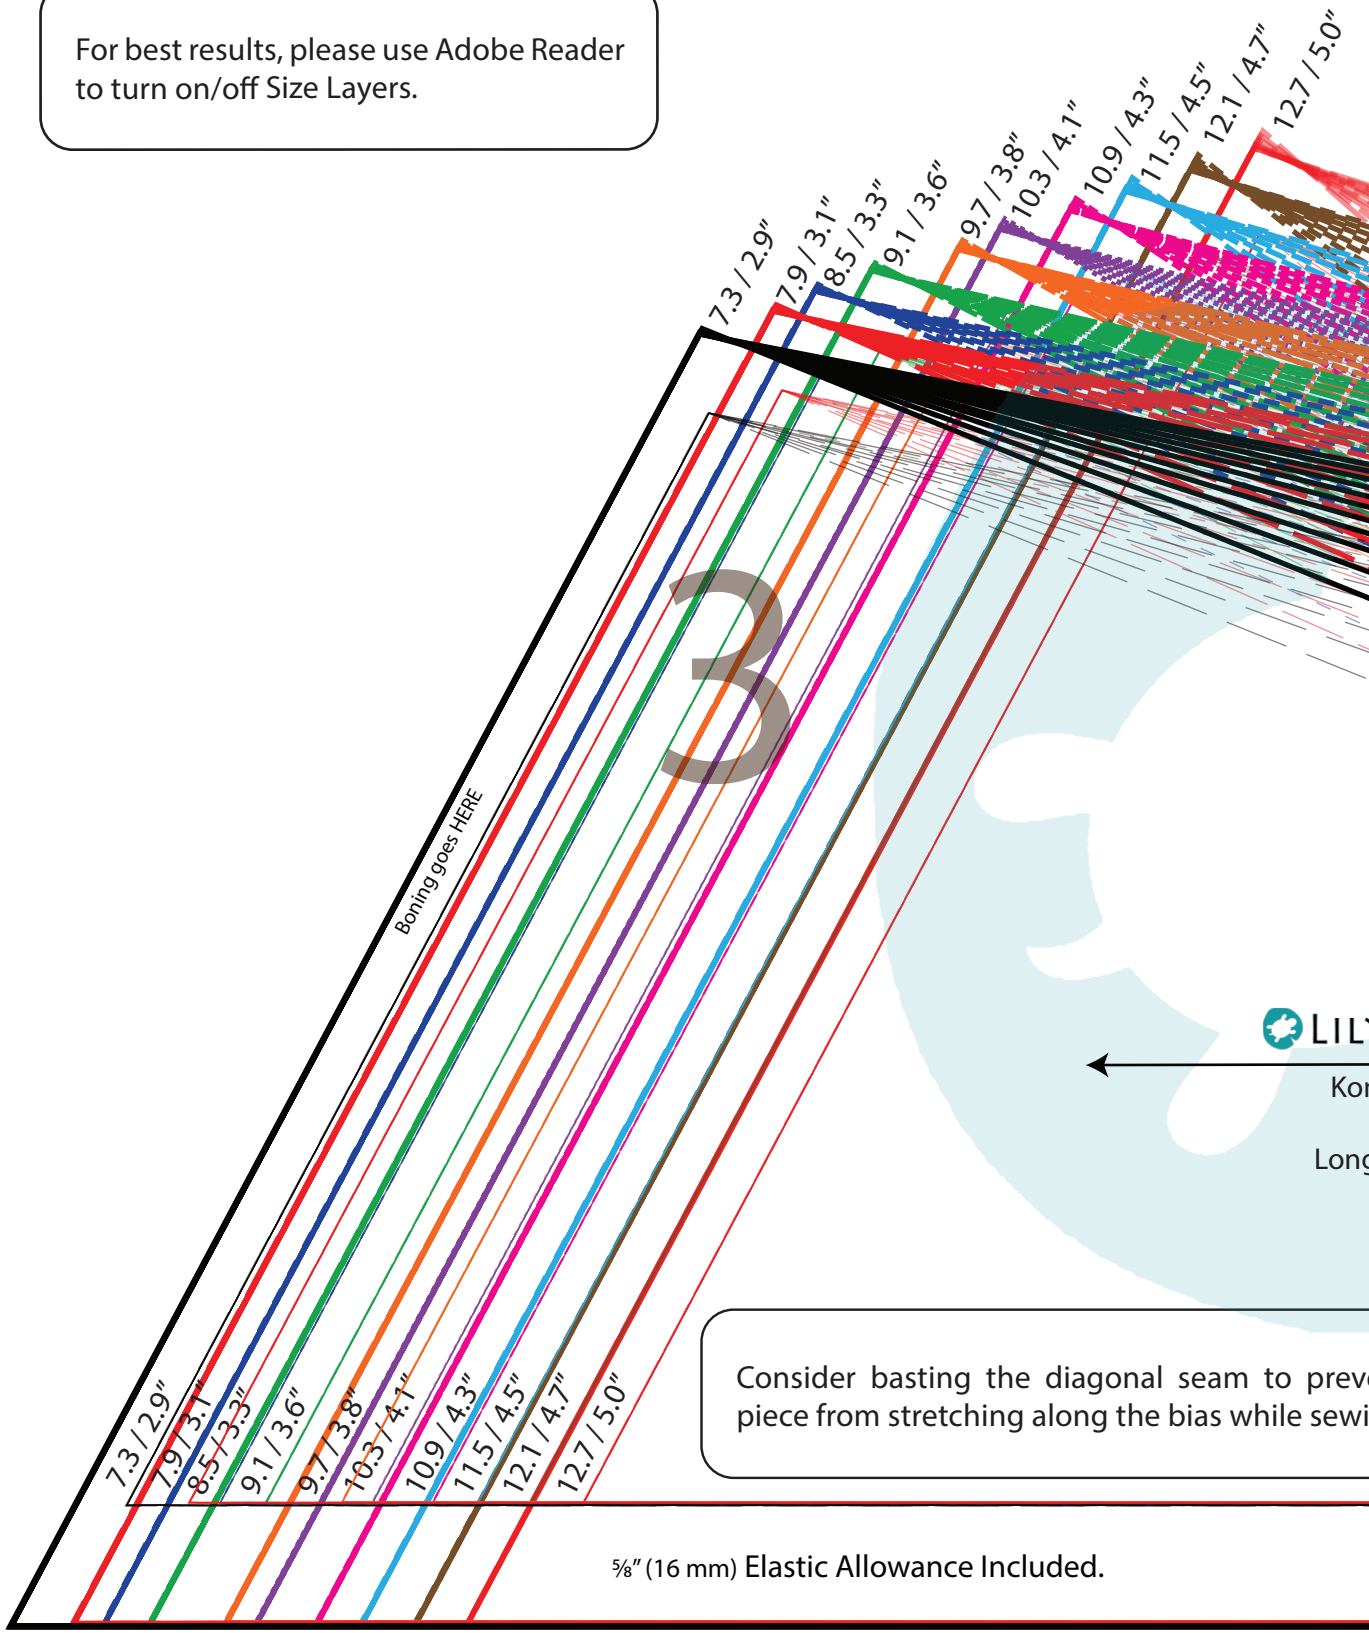 For best results, please use Adobe Reader
to turn on/off Size Layers.
7.3 / 2.9"
7.9 / 3.1"
8.5 / 3.3"
9.1 / 3.6"
9.7 / 3.8"
10.3 / 4.1"
10.9 / 4.3"
11.5 / 4.5"
12.1 / 4.7"
12.7 / 5.0"
3
Boning goes HERE
LIL
Kor
Long
Consider basting the diagonal seam to preve
piece from stretching along the bias while sewi
7.3 / 2.9"
7.9 / 3.1"
8.5 / 3.3"
9.1 / 3.6"
9.7 / 3.8"
10.3 / 4.1"
10.9 / 4.3"
11.5 / 4.5"
12.1 / 4.7"
12.7 / 5.0"
⅝" (16 mm) Elastic Allowance Included.